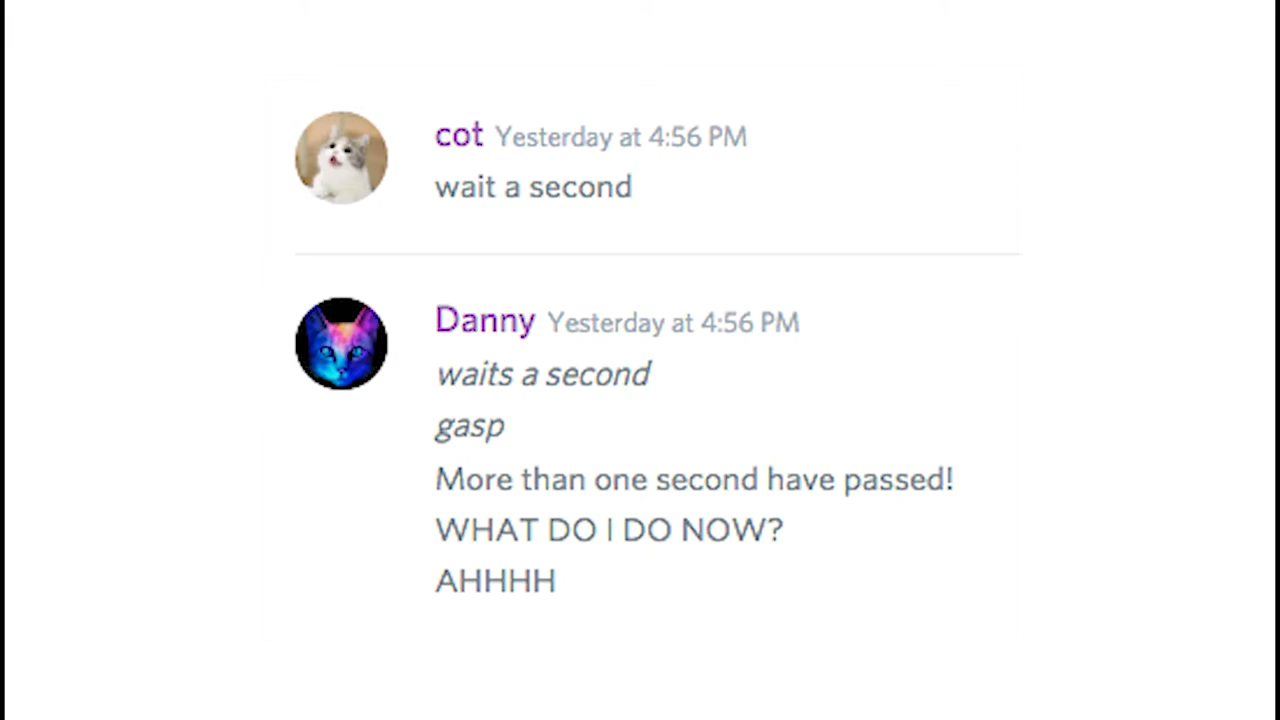 cot Yesterday at 4:56 PM
wait a second
Danny Yesterday at 4:56 PM
waits a second
gasp
More than one second have passed!
WHAT DO I DO NOW?
AHHHH